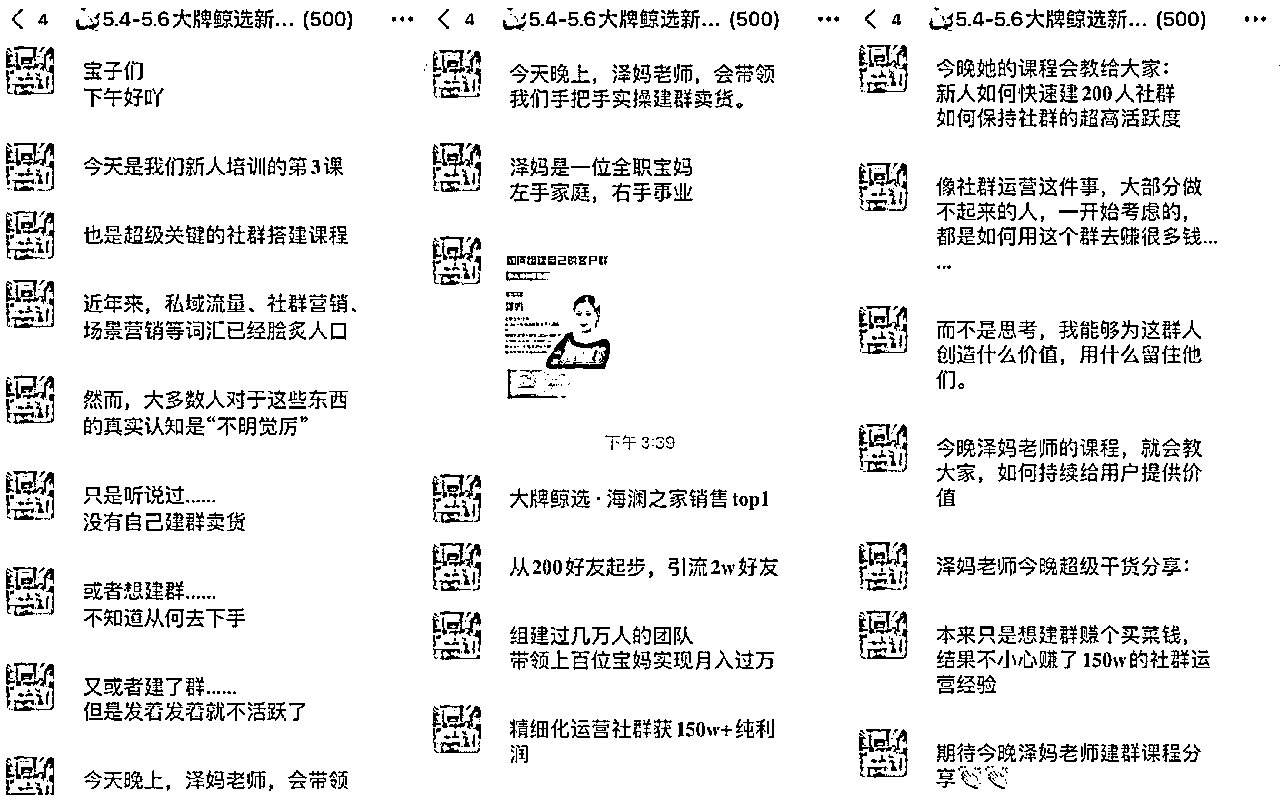 4
5.4-5.6大牌鲸选新... (500)
宝子们
下午好吖
今天是我们新人培训的第3课
也是超级关键的社群搭建课程
近年来，私域流量、社群营销、
场景营销等词汇已经脍炙人口
然而，大多数人对于这些东西
的真实认知是“不明觉厉”
只是听说过......
没有自己建群卖货
或者想建群......
不知道从何去下手
又或者建了群......
但是发着发着就不活跃了
今天晚上，泽妈老师，会带领
4
5.4-5.6大牌鲸选新... (500)
今天晚上，泽妈老师，会带领
我们手把手实操建群卖货。
泽妈是一位全职宝妈
左手家庭，右手事业
如何组建自己的客户群
下午 3:39
大牌鲸选·海澜之家销售top1
从200好友起步，引流2w好友
组建过几万人的团队
带领上百位宝妈实现月入过万
精细化运营社群获150w+纯利
润
4
5.4-5.6大牌鲸选新... (500)
今晚她的课程会教给大家：
新人如何快速建200人社群
如何保持社群的超高活跃度
像社群运营这件事，大部分做
不起来的人，一开始考虑的，
都是如何用这个群去赚很多钱...
...
而不是思考，我能够为这群人
创造什么价值，用什么留住他
们。
今晚泽妈老师的课程，就会教
大家，如何持续给用户提供价
值
泽妈老师今晚超级干货分享：
本来只是想建群赚个买菜钱，
结果不小心赚了150w的社群运
营经验
期待今晚泽妈老师建群课程分
享👏👏